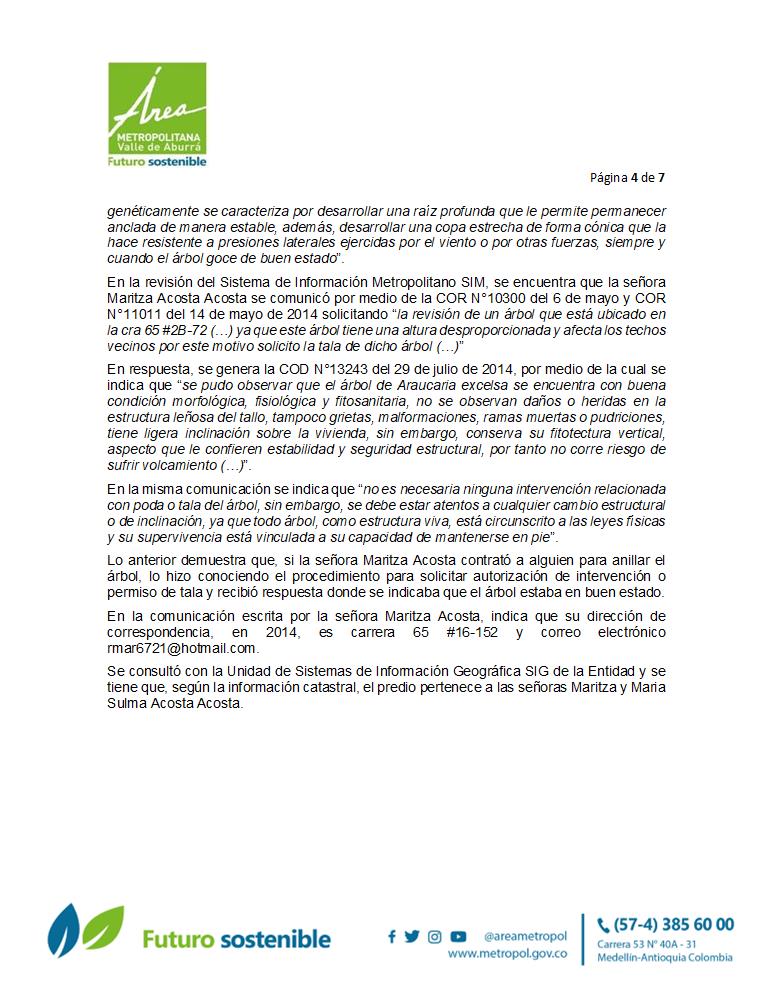 Área
METROPOLITANA
Valle de Aburrá
Futuro sostenible
Página 4 de 7
genéticamente se caracteriza por desarrollar una raíz profunda que le permite permanecer
anclada de manera estable, además, desarrollar una copa estrecha de forma cónica que la
hace resistente a presiones laterales ejercidas por el viento o por otras fuerzas, siempre y
cuando el árbol goce de buen estado”.
En la revisión del Sistema de Información Metropolitano SIM, se encuentra que la señora
Maritza Acosta Acosta se comunicó por medio de la COR N°10300 del 6 de mayo y COR
N°11011 del 14 de mayo de 2014 solicitando “la revisión de un árbol que está ubicado en
la cra 65 #2B-72 (…) ya que este árbol tiene una altura desproporcionada y afecta los techos
vecinos por este motivo solicito la tala de dicho árbol (…)”
En respuesta, se genera la COD N°13243 del 29 de julio de 2014, por medio de la cual se
indica que “se pudo observar que el árbol de Araucaria excelsa se encuentra con buena
condición morfológica, fisiológica y fitosanitaria, no se observan daños o heridas en la
estructura leñosa del tallo, tampoco grietas, malformaciones, ramas muertas o pudriciones,
tiene ligera inclinación sobre la vivienda, sin embargo, conserva su fitotectura vertical,
aspecto que le confieren estabilidad y seguridad estructural, por tanto no corre riesgo de
sufrir volcamiento (…)”.
En la misma comunicación se indica que “no es necesaria ninguna intervención relacionada
con poda o tala del árbol, sin embargo, se debe estar atentos a cualquier cambio estructural
o de inclinación, ya que todo árbol, como estructura viva, está circunscrito a las leyes físicas
y su supervivencia está vinculada a su capacidad de mantenerse en pie”.
Lo anterior demuestra que, si la señora Maritza Acosta contrató a alguien para anillar el
árbol, lo hizo conociendo el procedimiento para solicitar autorización de intervención o
permiso de tala y recibió respuesta donde se indicaba que el árbol estaba en buen estado.
En la comunicación escrita por la señora Maritza Acosta, indica que su dirección de
correspondencia, en 2014, es carrera 65 #16-152 y correo electrónico
rmar6721@hotmail.com.
Se consultó con la Unidad de Sistemas de Información Geográfica SIG de la Entidad y se
tiene que, según la información catastral, el predio pertenece a las señoras Maritza y Maria
Sulma Acosta Acosta.
Futuro sostenible
@areametropol
www.metropol.gov.co
(57-4) 385 60 00
Carrera 53 N° 40A - 31
Medellín-Antioquia Colombia